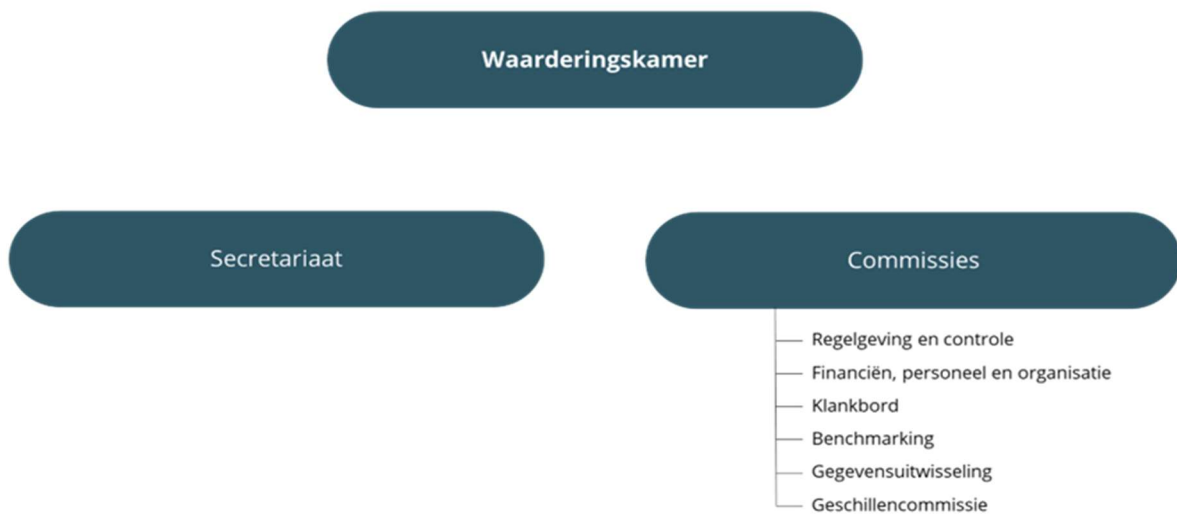 Waarderingskamer
Secretariaat
Commissies
Regelgeving en controle
Financiën, personeel en organisatie
Klankbord
Benchmarking
Gegevensuitwisseling
Geschillencommissie